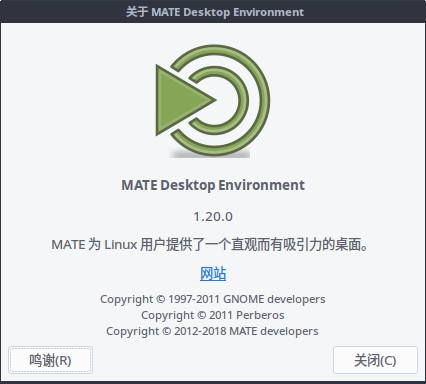 关于 MATE Desktop Environment
MATE Desktop Environment
1.20.0
MATE 为 Linux 用户提供了一个直观而有吸引力的桌面。
网站
Copyright © 1997-2011 GNOME developers
Copyright © 2011 Perberos
Copyright © 2012-2018 MATE developers
鸣谢(R)
关闭(C)